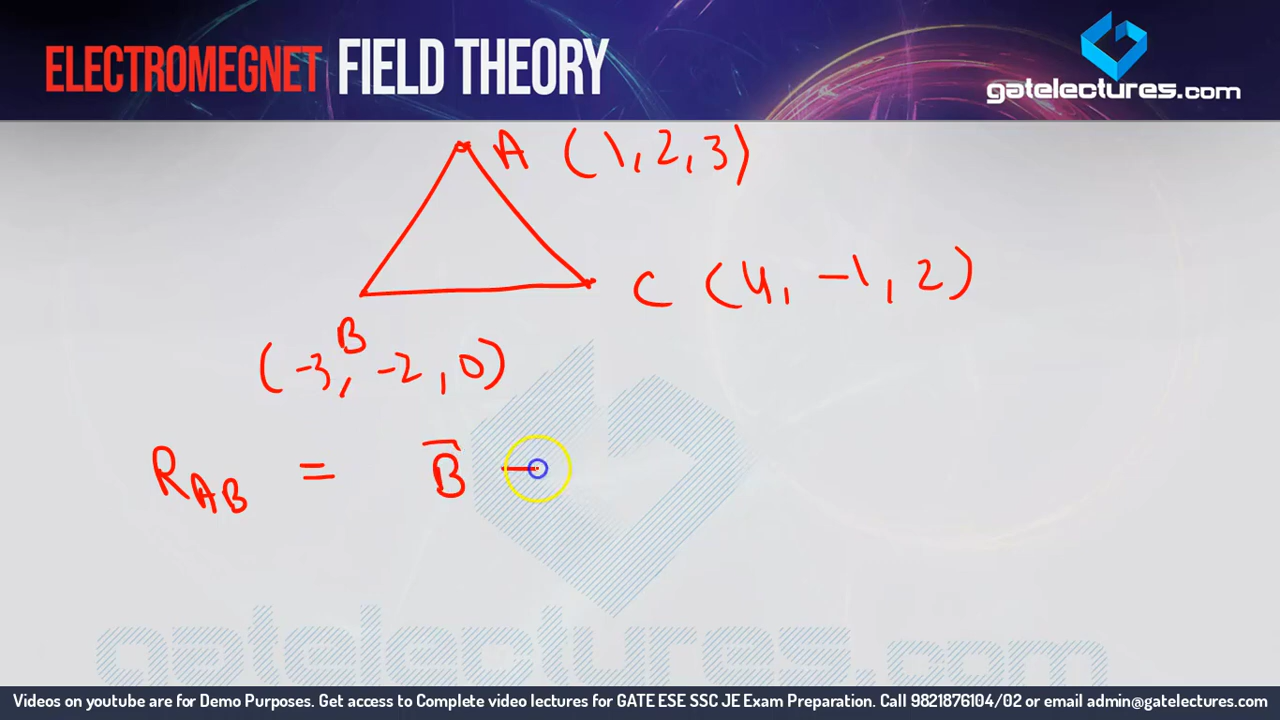 ELECTROMEGNET FIELD THEORY
gatelectures.com
A (1, 2, 3)
C (4, -1, 2)
B
(-3, -2, 0)
R_AB = B̅ —
gatelectures.com
Videos on youtube are for Demo Purposes. Get access to Complete video lectures for GATE ESE SSC JE Exam Preparation. Call 9821876104/02 or email admin@gatelectures.com